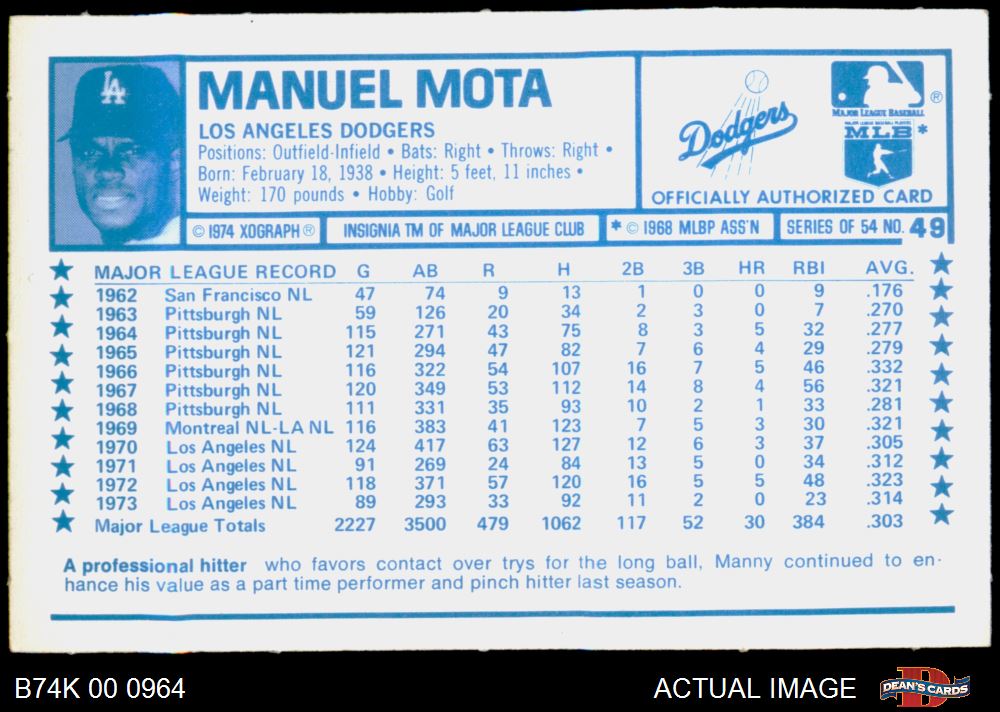 LA
MANUEL MOTA
LOS ANGELES DODGERS
Positions: Outfield-Infield • Bats: Right • Throws: Right •
Born: February 18, 1938 • Height: 5 feet, 11 inches •
Weight: 170 pounds • Hobby: Golf
Dodgers
MAJOR LEAGUE BASEBALL ®
MAJOR LEAGUE BASEBALL PLAYERS
MLB *
OFFICIALLY AUTHORIZED CARD
© 1974 XOGRAPH ® INSIGNIA TM OF MAJOR LEAGUE CLUB * © 1968 MLBP ASS'N SERIES OF 54 NO. 49
MAJOR LEAGUE RECORD G AB R H 2B 3B HR RBI AVG.
1962 San Francisco NL 47 74 9 13 1 0 0 9 .176
1963 Pittsburgh NL 59 126 20 34 2 3 0 7 .270
1964 Pittsburgh NL 115 271 43 75 8 3 5 32 .277
1965 Pittsburgh NL 121 294 47 82 7 6 4 29 .279
1966 Pittsburgh NL 116 322 54 107 16 7 5 46 .332
1967 Pittsburgh NL 120 349 53 112 14 8 4 56 .321
1968 Pittsburgh NL 111 331 35 93 10 2 1 33 .281
1969 Montreal NL-LA NL 116 383 41 123 7 5 3 30 .321
1970 Los Angeles NL 124 417 63 127 12 6 3 37 .305
1971 Los Angeles NL 91 269 24 84 13 5 0 34 .312
1972 Los Angeles NL 118 371 57 120 16 5 5 48 .323
1973 Los Angeles NL 89 293 33 92 11 2 0 23 .314
Major League Totals 2227 3500 479 1062 117 52 30 384 .303
A professional hitter who favors contact over trys for the long ball, Manny continued to en-
hance his value as a part time performer and pinch hitter last season.
B74K 00 0964
ACTUAL IMAGE
D
DEAN'S CARDS